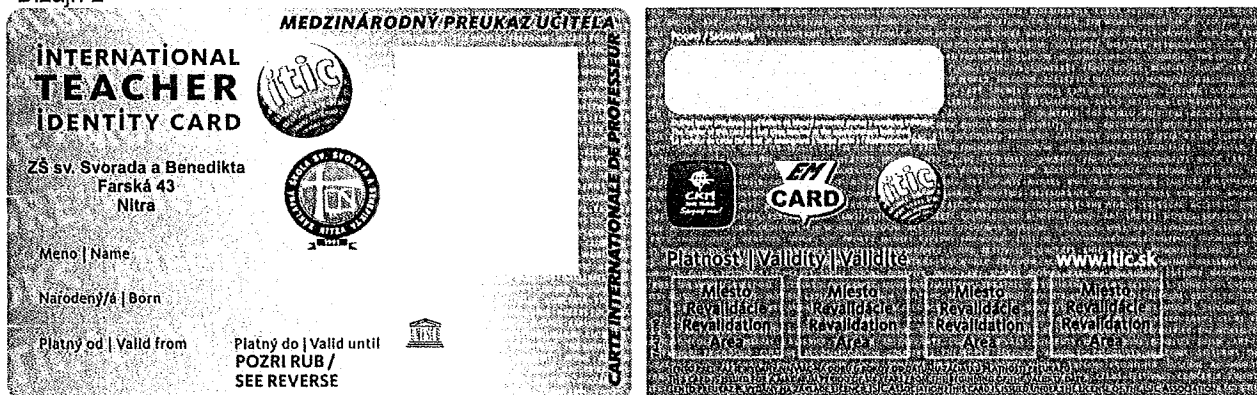 MEDZINÁRODNÝ PREUKAZ UČITEĽA
INTERNATIONAL
TEACHER
IDENTITY CARD
itic
ZŠ sv. Svorada a Benedikta
Farská 43
Nitra
Meno | Name
Narodený/á | Born
Platný od | Valid from
Platný do | Valid until
POZRI RUB /
SEE REVERSE
CARTE INTERNATIONALE DE PROFESSEUR
EM
CARD
itic
Platnosť | Validity | Validité
www.itic.sk
Miesto
Revalidácie
Revalidation
Area
Miesto
Revalidácie
Revalidation
Area
Miesto
Revalidácie
Revalidation
Area
Miesto
Revalidácie
Revalidation
Area